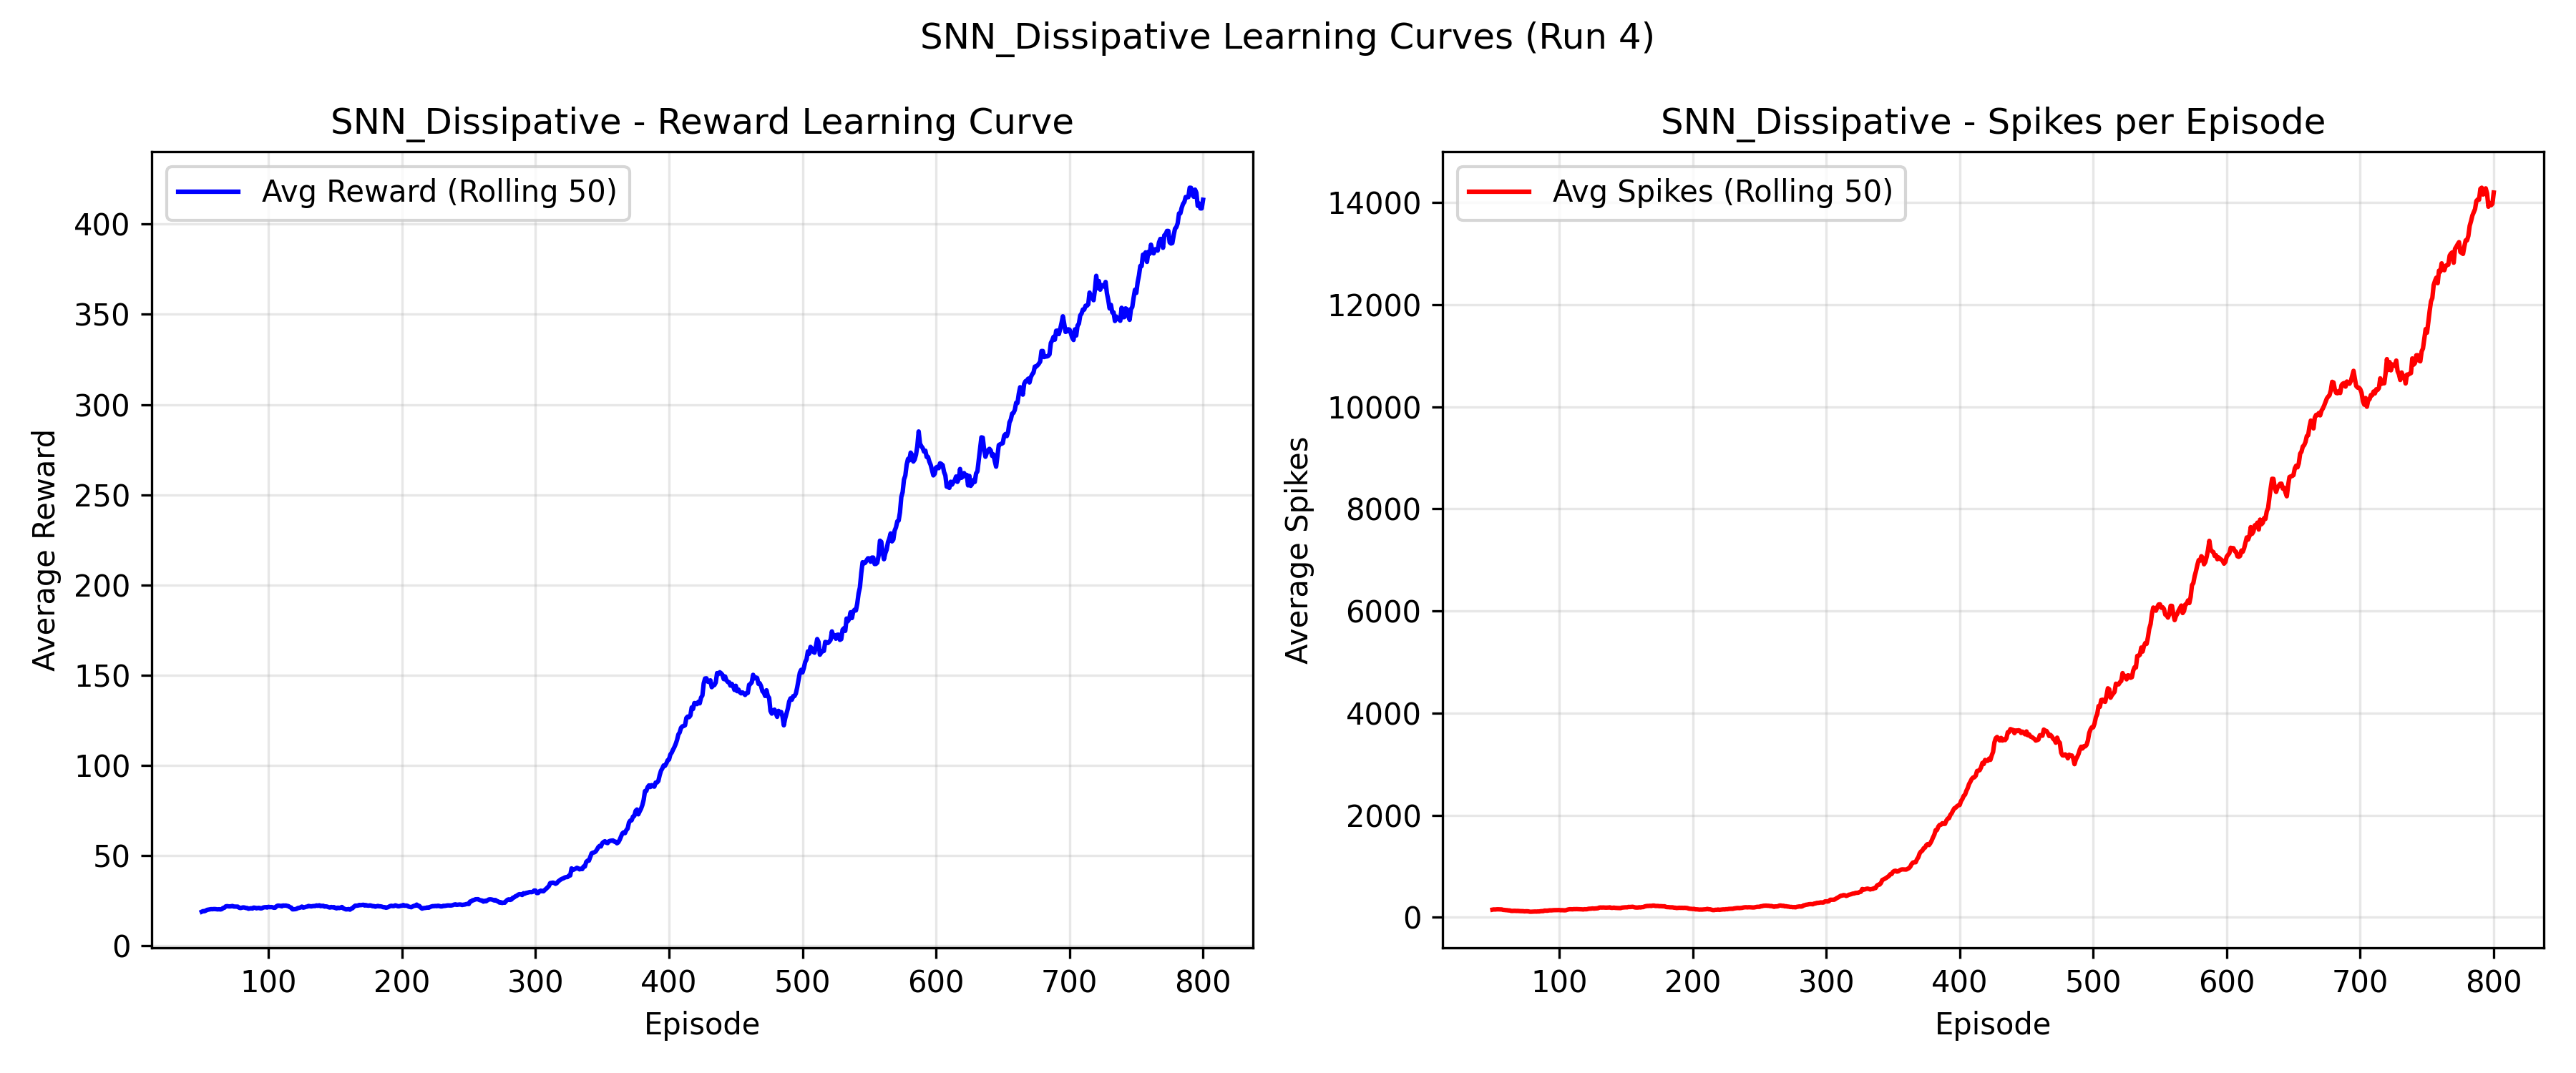 SNN_Dissipative Learning Curves (Run 4)
SNN_Dissipative - Reward Learning Curve
Avg Reward (Rolling 50)
Average Reward
400
350
300
250
200
150
100
50
0
100 200 300 400 500 600 700 800
Episode
SNN_Dissipative - Spikes per Episode
Avg Spikes (Rolling 50)
Average Spikes
14000
12000
10000
8000
6000
4000
2000
0
100 200 300 400 500 600 700 800
Episode